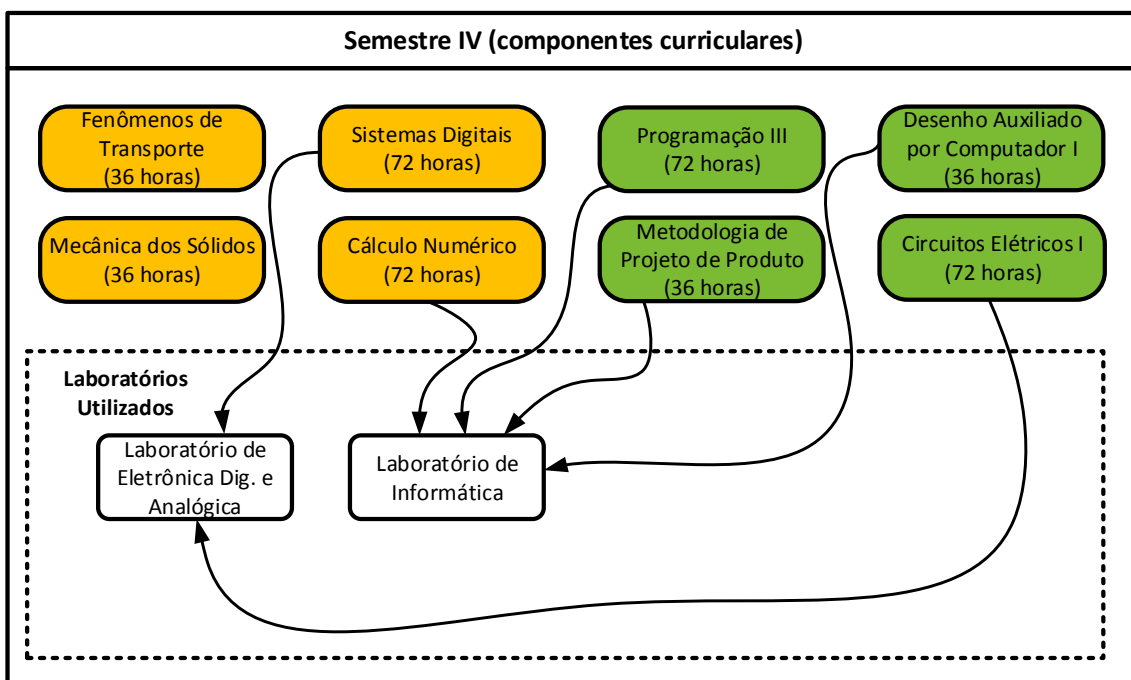 Semestre IV (componentes curriculares)
Fenômenos de
Transporte
(36 horas)
Sistemas Digitais
(72 horas)
Programação III
(72 horas)
Desenho Auxiliado
por Computador I
(36 horas)
Mecânica dos Sólidos
(36 horas)
Cálculo Numérico
(72 horas)
Metodologia de
Projeto de Produto
(36 horas)
Circuitos Elétricos I
(72 horas)
Laboratórios
Utilizados
Laboratório de
Eletrônica Dig. e
Analógica
Laboratório de
Informática